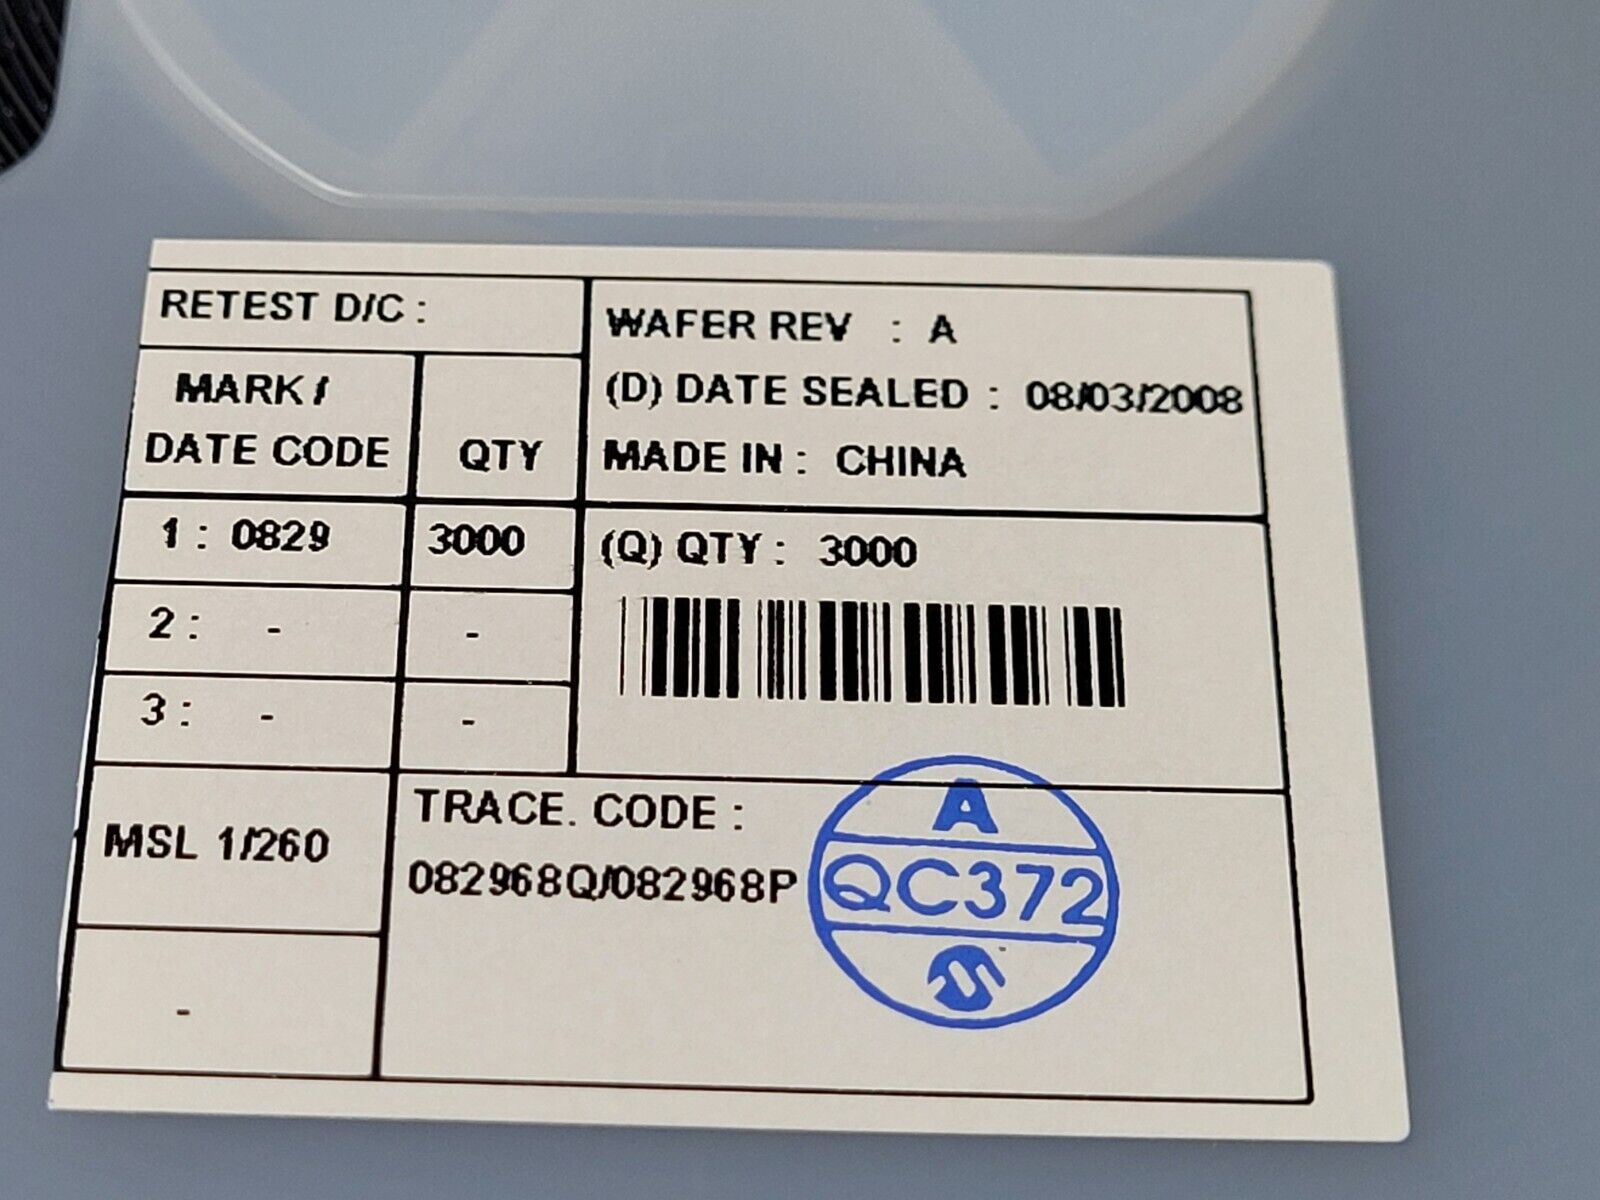 RETEST D/C :
WAFER REV : A
(D) DATE SEALED : 08/03/2008
MADE IN : CHINA
MARK /
DATE CODE
QTY
1 : 0829
3000
2 : -
-
3 : -
-
(Q) QTY : 3000
MSL 1/260
-
TRACE. CODE :
082968Q/082968P
A
QC372